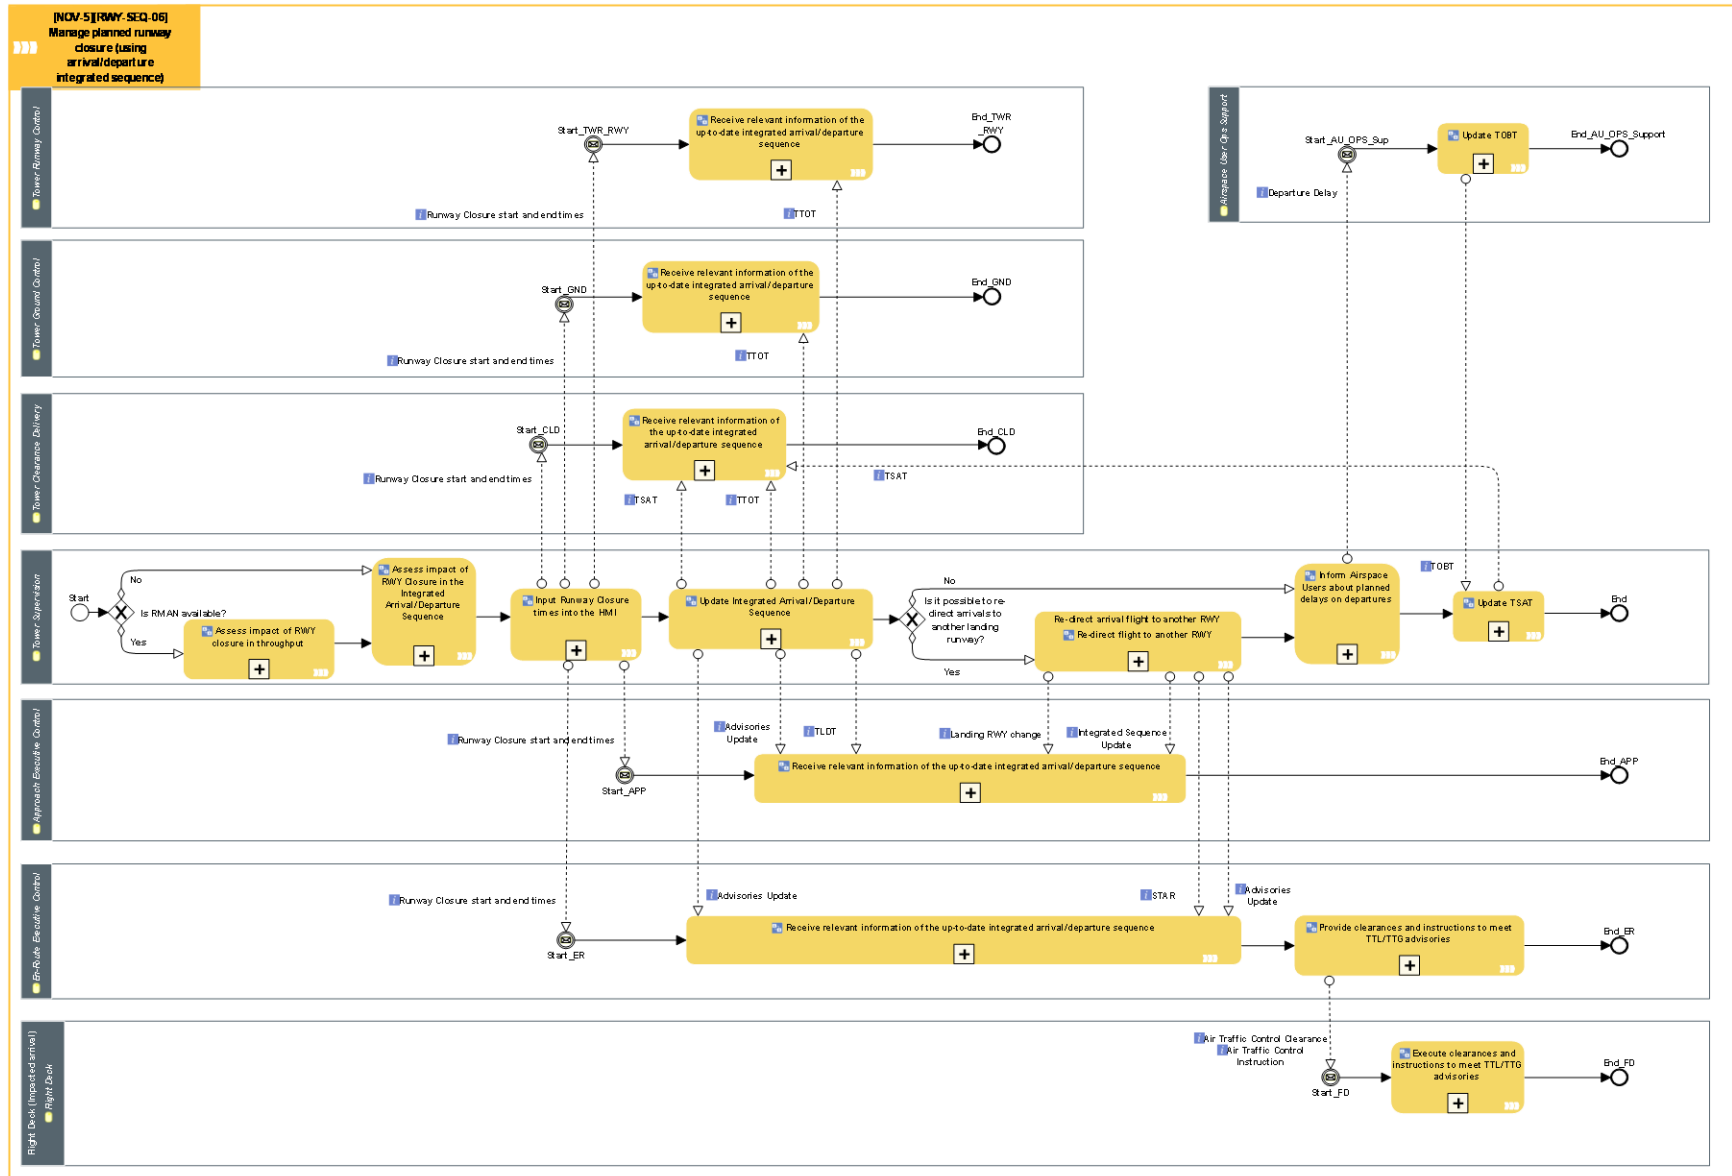 [NOV-5][RWY-SEQ-06]
Manage planned runway
closure (using
arrival/departure
integrated sequence)
Tower Runway Control
Start_TWR_RWY
Receive relevant information of the
up-to-date integrated arrival/departure
sequence
End_TWR
_RWY
Runway Closure start and end times
TTOT
Airspace User Ops Support
Start_AU_OPS_Sup
Update TOBT
End_AU_OPS_Support
Departure Delay
Tower Ground Control
Start_GND
Receive relevant information of the
up-to-date integrated arrival/departure
sequence
End_GND
Runway Closure start and end times
TTOT
Tower Clearance Delivery
Start_CLD
Receive relevant information of
the up-to-date integrated
arrival/departure sequence
End_CLD
Runway Closure start and end times
TSAT
TTOT
TSAT
Tower Supervision
Start
No
Is RMAN available?
Yes
Assess impact of RWY
closure in throughput
Assess impact of
RWY Closure in the
Integrated
Arrival/Departure
Sequence
Input Runway Closure
times into the HMI
Update Integrated Arrival/Departure
Sequence
No
Is it possible to re-
direct arrivals to
another landing
runway?
Yes
Re-direct arrival flight to another RWY
Re-direct flight to another RWY
Inform Airspace
Users about planned
delays on departures
TOBT
Update TSAT
End
Approach Executive Control
Runway Closure start and end times
Start_APP
Advisories
Update
TLDT
Landing RWY change
Integrated Sequence
Update
Receive relevant information of the up-to-date integrated arrival/departure sequence
End_APP
En-Route Executive Control
Runway Closure start and end times
Start_ER
Advisories Update
STAR
Advisories
Update
Receive relevant information of the up-to-date integrated arrival/departure sequence
Provide clearances and instructions to meet
TTL/TTG advisories
End_ER
Flight Deck (Impacted arrival)
Flight Deck
Air Traffic Control Clearance
Air Traffic Control
Instruction
Start_FD
Execute clearances and
instructions to meet TTL/TTG
advisories
End_FD